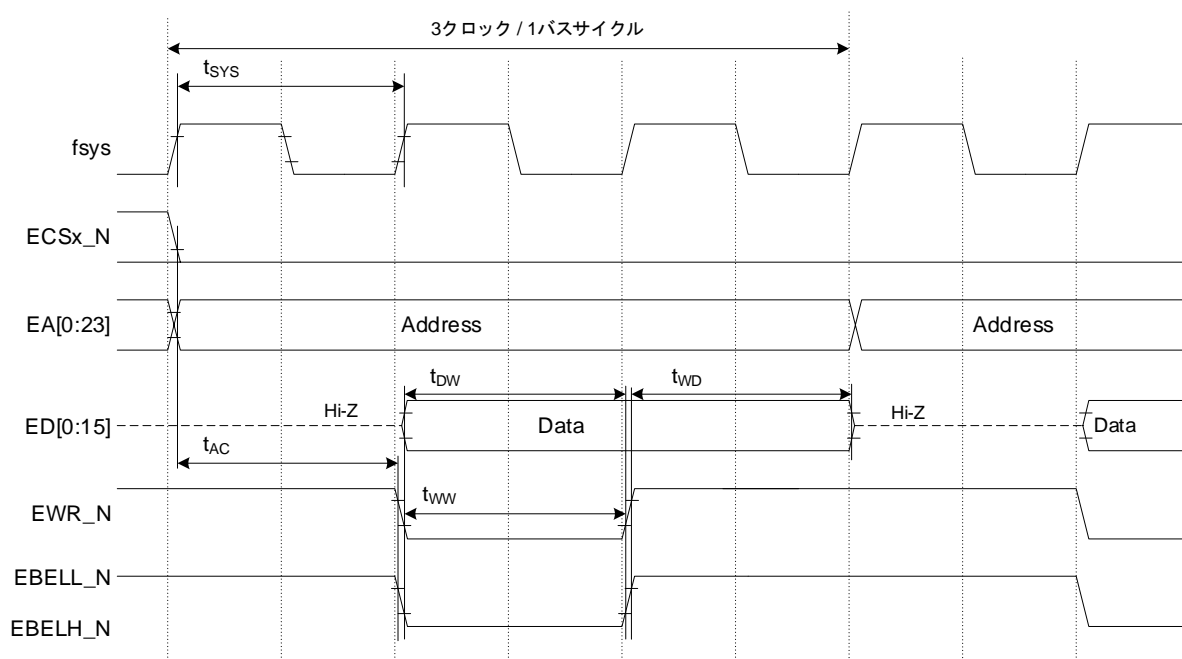 3クロック / 1バスサイクル
tSYS
fsys
ECSx_N
EA[0:23]
Address
Address
tDW
tWD
Hi-Z
Hi-Z
ED[0:15]
Data
Data
tAC
tWW
EWR_N
EBELL_N
EBELH_N